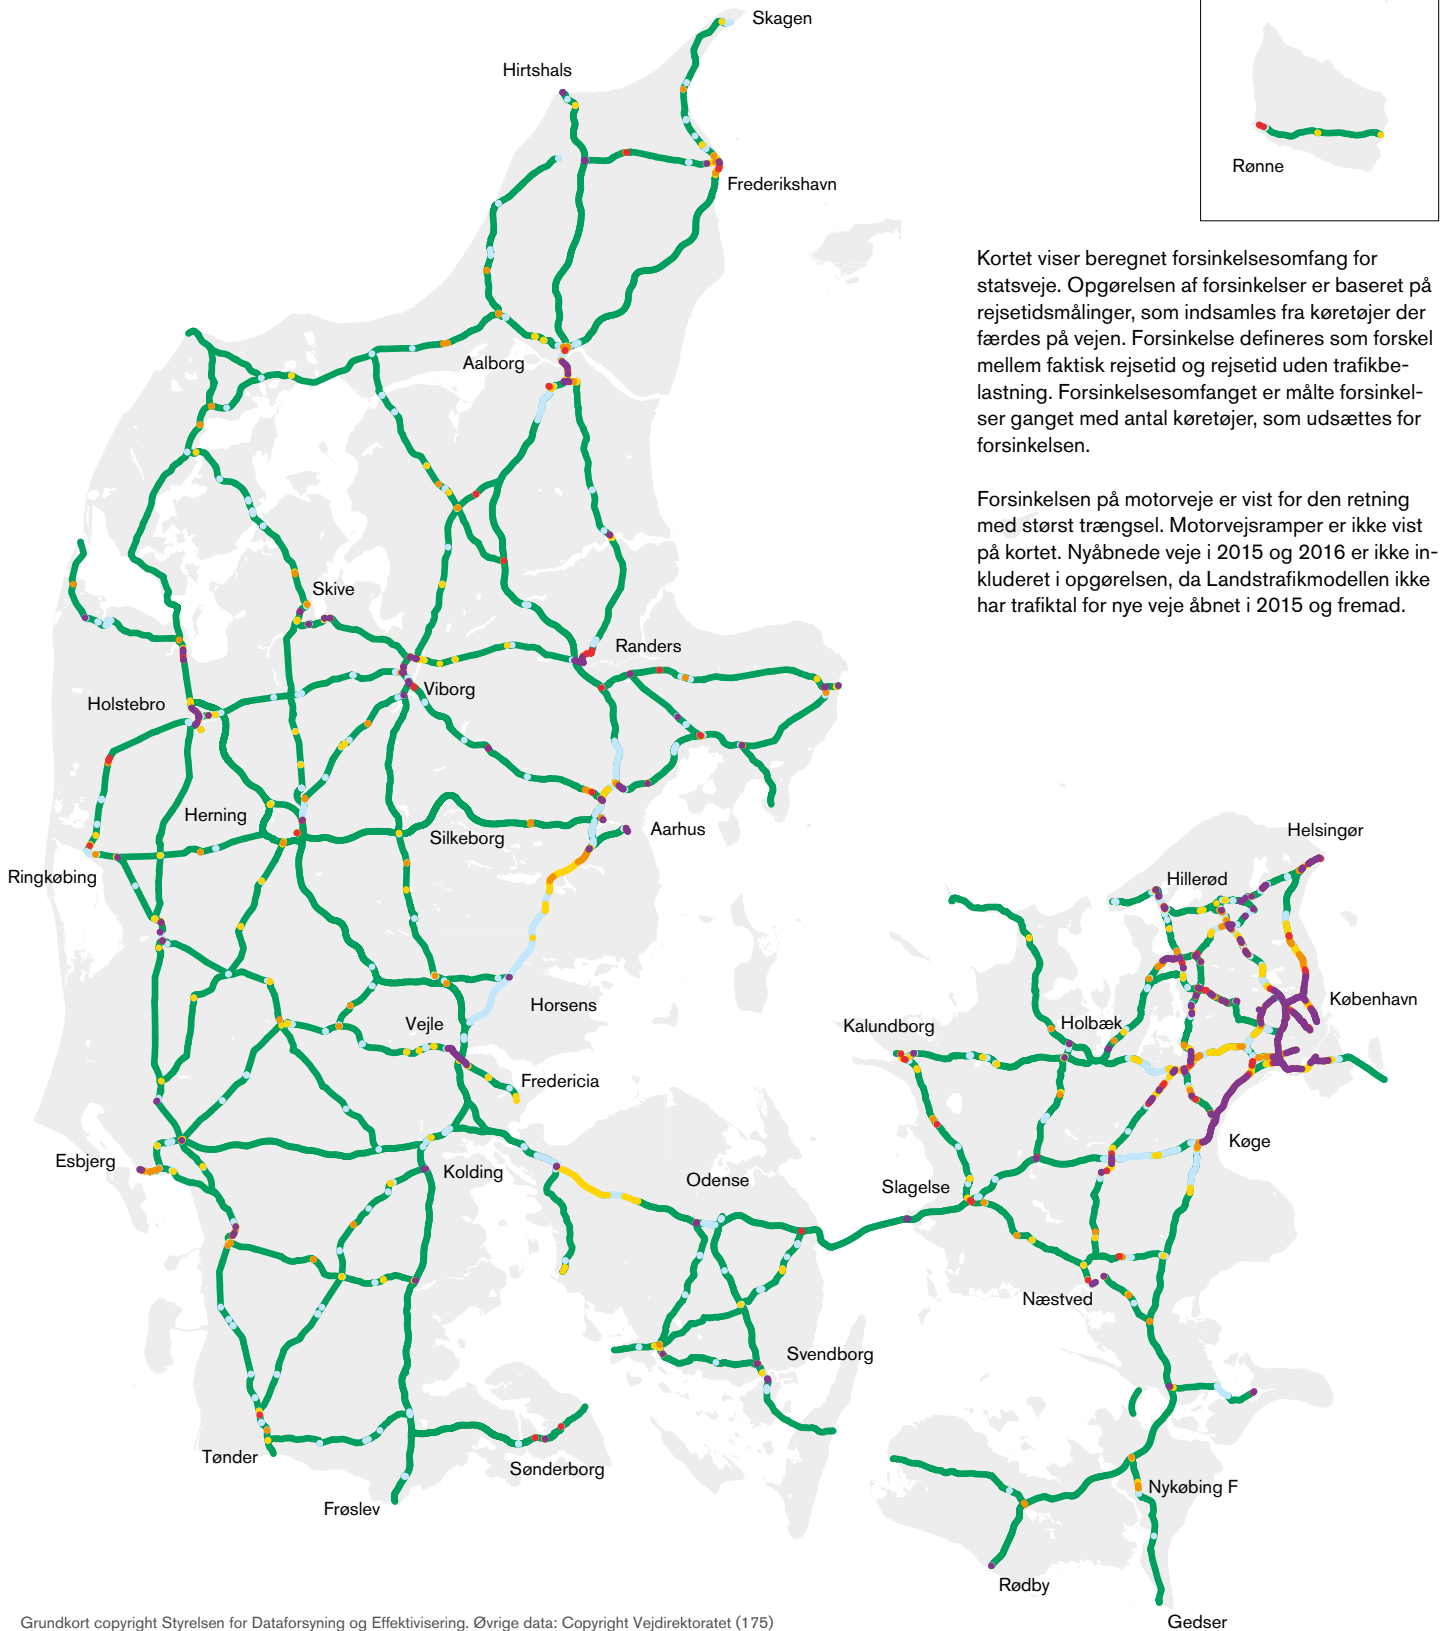 Skagen
Hirtshals
Frederikshavn
Rønne
Kortet viser beregnet forsinkelsesomfang for
statsveje. Opgørelsen af forsinkelser er baseret på
rejsetidsmålinger, som indsamles fra køretøjer der
færdes på vejen. Forsinkelse defineres som forskel
mellem faktisk rejsetid og rejsetid uden trafikbe-
lastning. Forsinkelsesomfanget er målte forsinkel-
ser ganget med antal køretøjer, som udsættes for
forsinkelsen.
Forsinkelsen på motorveje er vist for den retning
med størst trængsel. Motorvejsramper er ikke vist
på kortet. Nyåbnede veje i 2015 og 2016 er ikke in-
kluderet i opgørelsen, da Landstrafikmodellen ikke
har trafiktal for nye veje åbnet i 2015 og fremad.
Aalborg
Skive
Randers
Viborg
Holstebro
Herning
Silkeborg
Aarhus
Ringkøbing
Helsingør
Hillerød
Horsens
København
Vejle
Kalundborg
Holbæk
Fredericia
Køge
Esbjerg
Kolding
Odense
Slagelse
Næstved
Svendborg
Tønder
Sønderborg
Nykøbing F
Frøslev
Rødby
Gedser
Grundkort copyright Styrelsen for Dataforsyning og Effektivisering. Øvrige data: Copyright Vejdirektoratet (175)